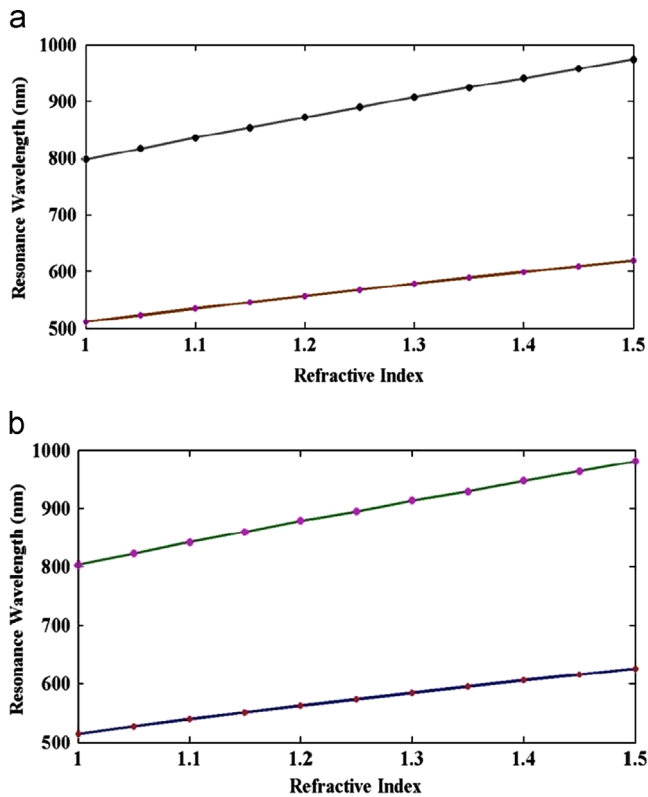 a
1000
900
800
700
600
500
Resonance Wavelength (nm)
1 1.1 1.2 1.3 1.4 1.5
Refractive Index
b
1000
900
800
700
600
500
Resonance Wavelength (nm)
1 1.1 1.2 1.3 1.4 1.5
Refractive Index